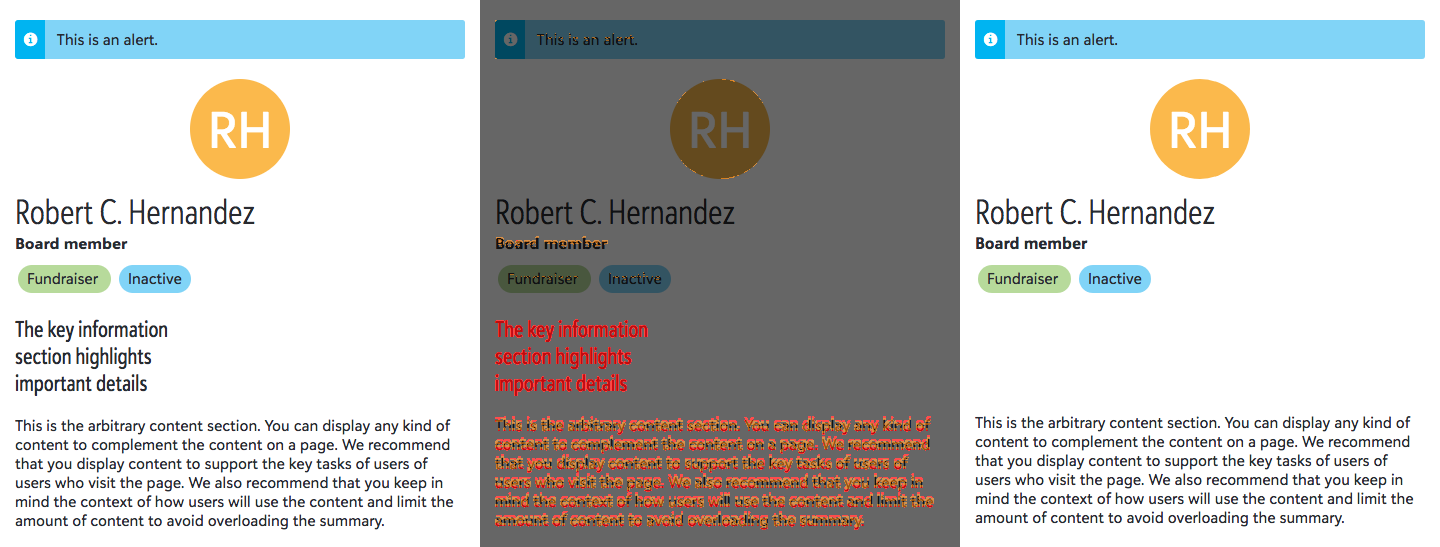 This is an alert.
RH
Robert C. Hernandez
Board member
Fundraiser Inactive
The key information
section highlights
important details
This is the arbitrary content section. You can display any kind of
content to complement the content on a page. We recommend
that you display content to support the key tasks of users of
users who visit the page. We also recommend that you keep in
mind the context of how users will use the content and limit the
amount of content to avoid overloading the summary.
This is an alert.
RH
Robert C. Hernandez
Board member
Fundraiser Inactive
The key information
section highlights
important details
This is the arbitrary content section. You can display any kind of
content to complement the content on a page. We recommend
that you display content to support the key tasks of users of
users who visit the page. We also recommend that you keep in
mind the context of how users will use the content and limit the
amount of content to avoid overloading the summary.
This is an alert.
RH
Robert C. Hernandez
Board member
Fundraiser Inactive
This is the arbitrary content section. You can display any kind of
content to complement the content on a page. We recommend
that you display content to support the key tasks of users of
users who visit the page. We also recommend that you keep in
mind the context of how users will use the content and limit the
amount of content to avoid overloading the summary.